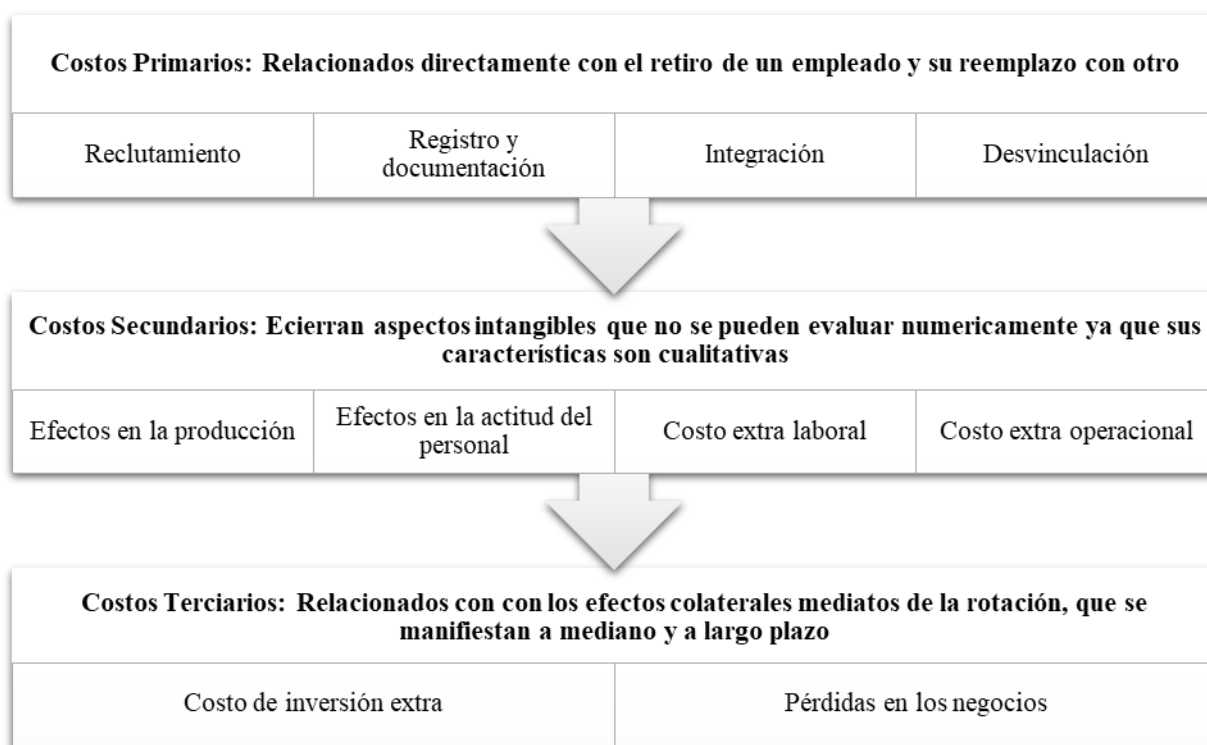 Costos Primarios: Relacionados directamente con el retiro de un empleado y su reemplazo con otro
Reclutamiento
Registro y
documentación
Integración
Desvinculación
Costos Secundarios: Ecierran aspectos intangibles que no se pueden evaluar numericamente ya que sus
características son cualitativas
Efectos en la producción
Efectos en la actitud del
personal
Costo extra laboral
Costo extra operacional
Costos Terciarios: Relacionados con con los efectos colaterales mediatos de la rotación, que se
manifiestan a mediano y a largo plazo
Costo de inversión extra
Pérdidas en los negocios